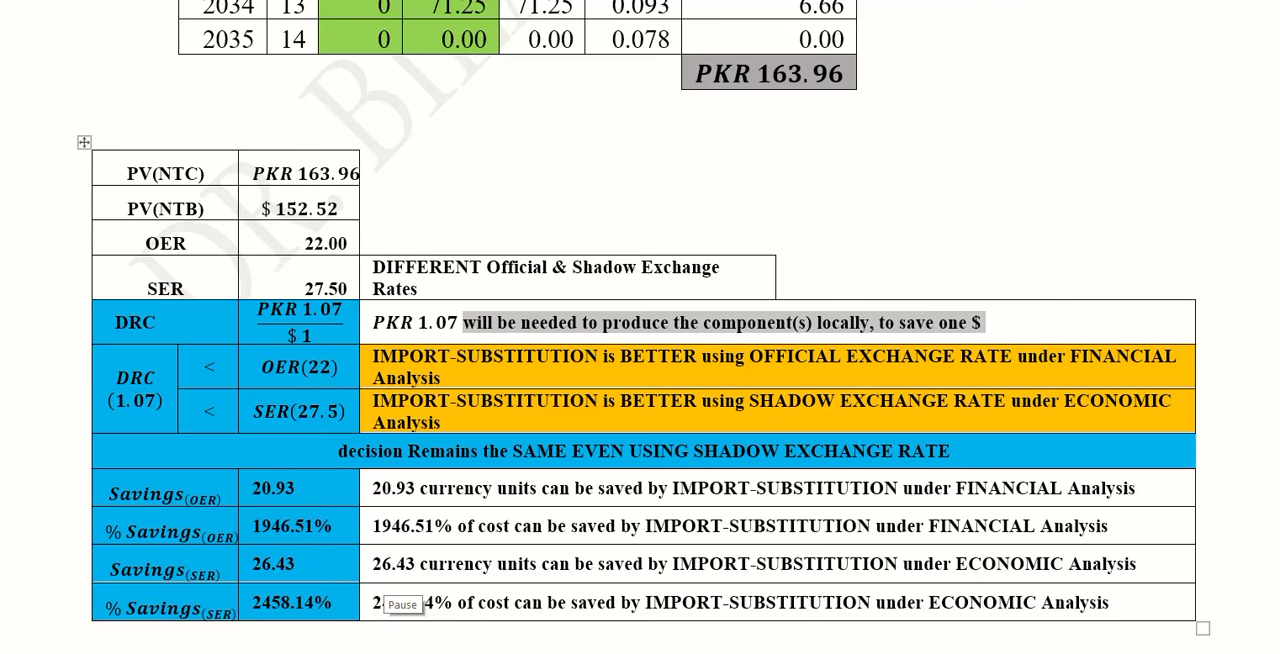 2034 13 0 71.25 71.25 0.093 6.66
2035 14 0 0.00 0.00 0.078 0.00
PKR 163.96
PV(NTC) PKR 163.96
PV(NTB) $ 152.52
OER 22.00
SER 27.50 DIFFERENT Official & Shadow Exchange
Rates
DRC PKR 1.07
$ 1
PKR 1.07 will be needed to produce the component(s) locally, to save one $
DRC
(1.07)
< OER(22) IMPORT-SUBSTITUTION is BETTER using OFFICIAL EXCHANGE RATE under FINANCIAL
Analysis
< SER(27.5) IMPORT-SUBSTITUTION is BETTER using SHADOW EXCHANGE RATE under ECONOMIC
Analysis
decision Remains the SAME EVEN USING SHADOW EXCHANGE RATE
Savings(OER) 20.93 20.93 currency units can be saved by IMPORT-SUBSTITUTION under FINANCIAL Analysis
% Savings(OER) 1946.51% 1946.51% of cost can be saved by IMPORT-SUBSTITUTION under FINANCIAL Analysis
Savings(SER) 26.43 26.43 currency units can be saved by IMPORT-SUBSTITUTION under ECONOMIC Analysis
% Savings(SER) 2458.14% 4% of cost can be saved by IMPORT-SUBSTITUTION under ECONOMIC Analysis
Pause